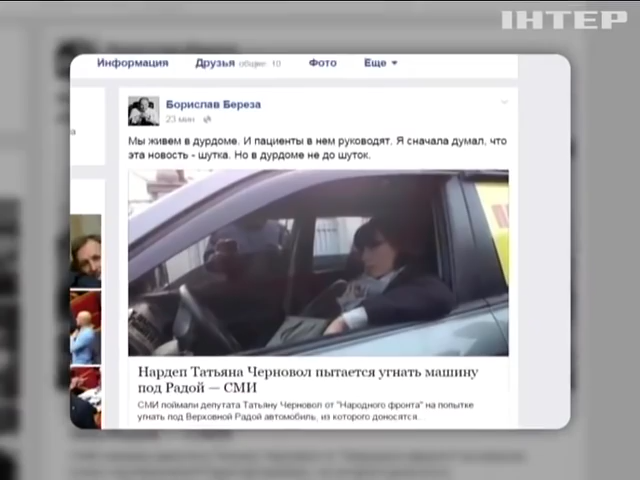 ІНТЕР
Информация Друзья общие 10 Фото Еще
Борислав Береза
23 мин
Мы живем в дурдоме. И пациенты в нем руководят. Я сначала думал, что
эта новость - шутка. Но в дурдоме не до шуток.
Нардеп Татьяна Черновол пытается угнать машину
под Радой — СМИ
СМИ поймали депутата Татьяну Черновол от "Народного фронта" на попытке
угнать под Верховной Радой автомобиль, из которого доносятся…